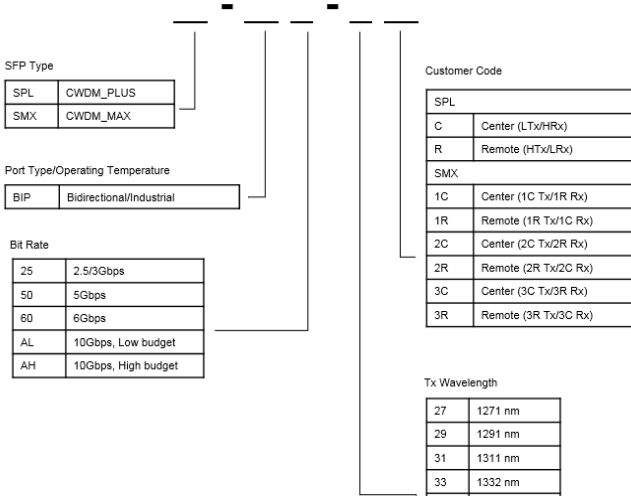 SFP Type
SPL CWDM_PLUS
SMX CWDM_MAX
Port Type/Operating Temperature
BIP Bidirectional/Industrial
Bit Rate
25 2.5/3Gbps
50 5Gbps
60 6Gbps
AL 10Gbps, Low budget
AH 10Gbps, High budget
Customer Code
SPL
C Center (LTx/HRx)
R Remote (HTx/LRx)
SMX
1C Center (1C Tx/1R Rx)
1R Remote (1R Tx/1C Rx)
2C Center (2C Tx/2R Rx)
2R Remote (2R Tx/2C Rx)
3C Center (3C Tx/3R Rx)
3R Remote (3R Tx/3C Rx)
Tx Wavelength
27 1271 nm
29 1291 nm
31 1311 nm
33 1332 nm